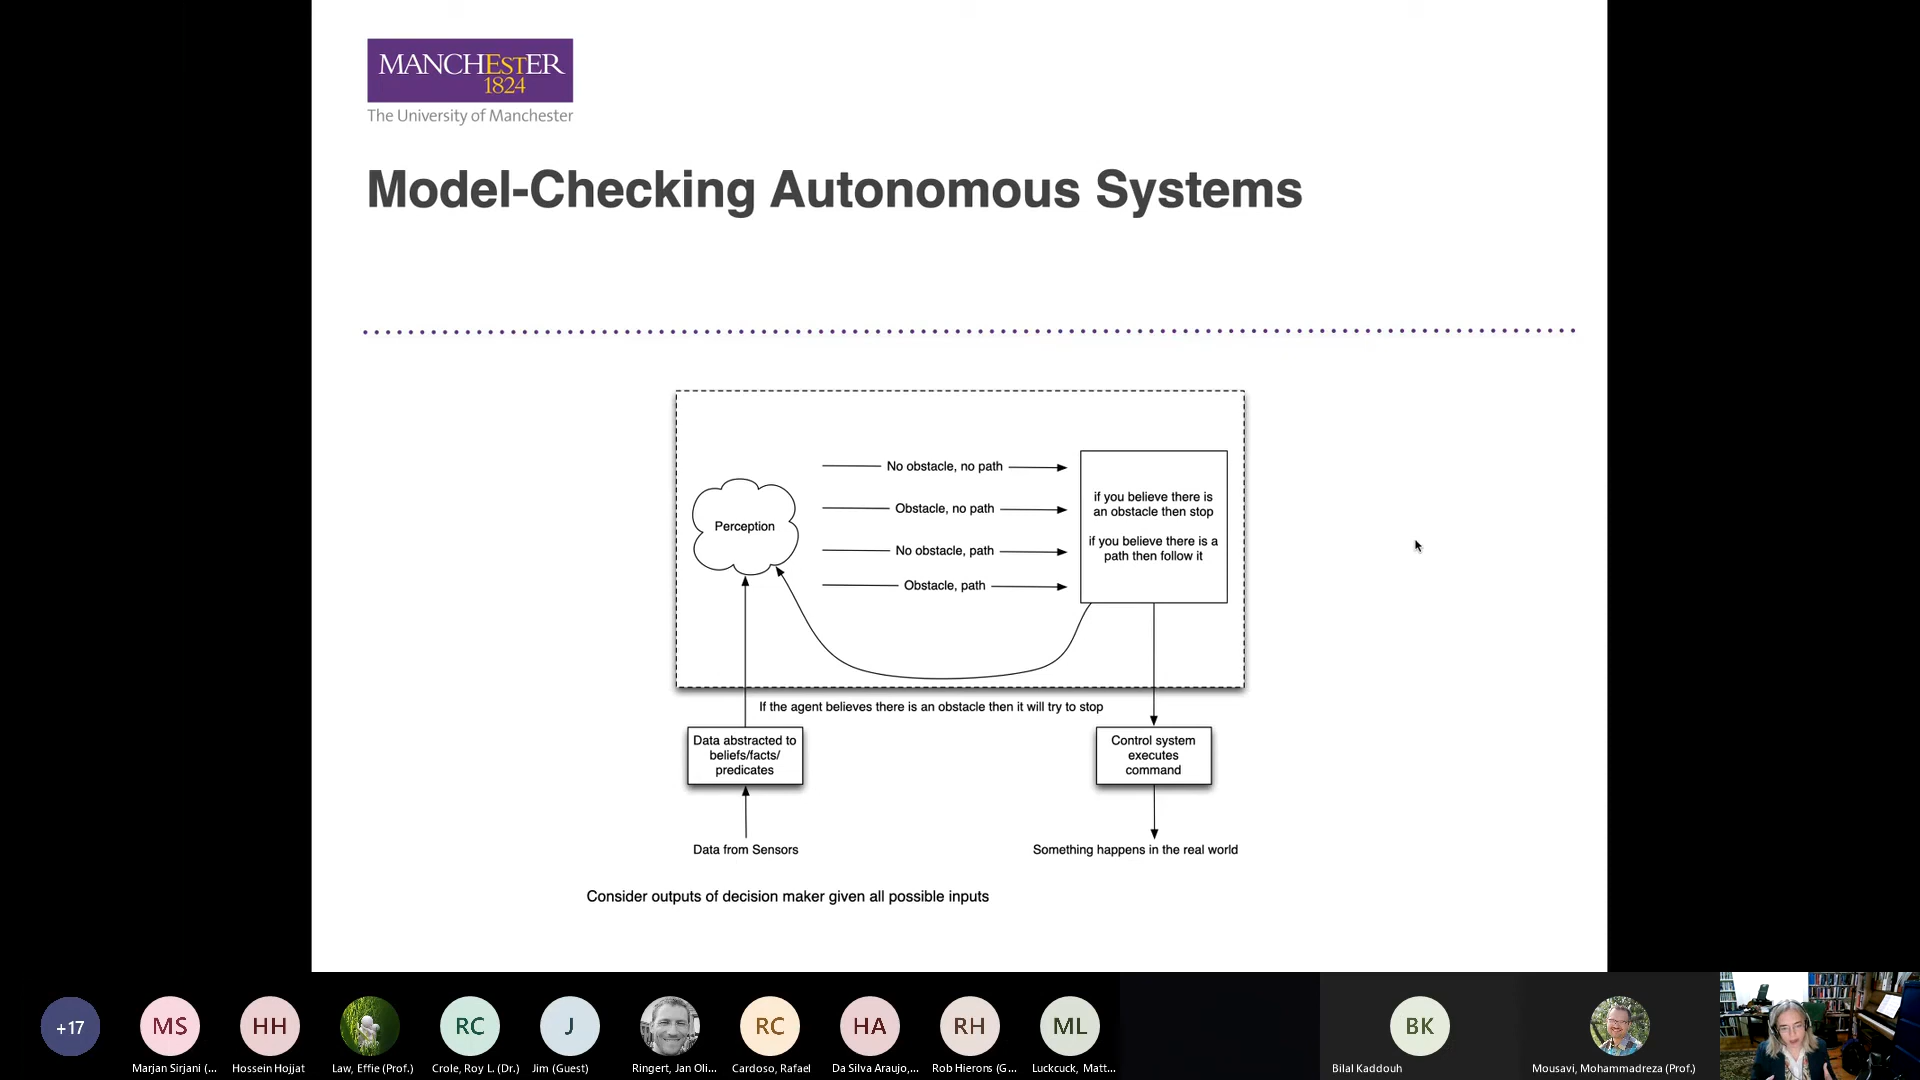 MANCHESTER
1824
The University of Manchester
Model-Checking Autonomous Systems
No obstacle, no path
Obstacle, no path
No obstacle, path
Obstacle, path
Perception
if you believe there is
an obstacle then stop
if you believe there is a
path then follow it
If the agent believes there is an obstacle then it will try to stop
Data abstracted to
beliefs/facts/
predicates
Control system
executes
command
Data from Sensors
Something happens in the real world
Consider outputs of decision maker given all possible inputs
+17
MS
HH
RC
J
RC
HA
RH
ML
BK
Marjan Sirjani (...
Hossein Hojjat
Law, Effie (Prof.)
Crole, Roy L. (Dr.)
Jim (Guest)
Ringert, Jan Oli...
Cardoso, Rafael
Da Silva Araujo,...
Rob Hierons (G...
Luckcuck, Matt...
Bilal Kaddouh
Mousavi, Mohammadreza (Prof.)